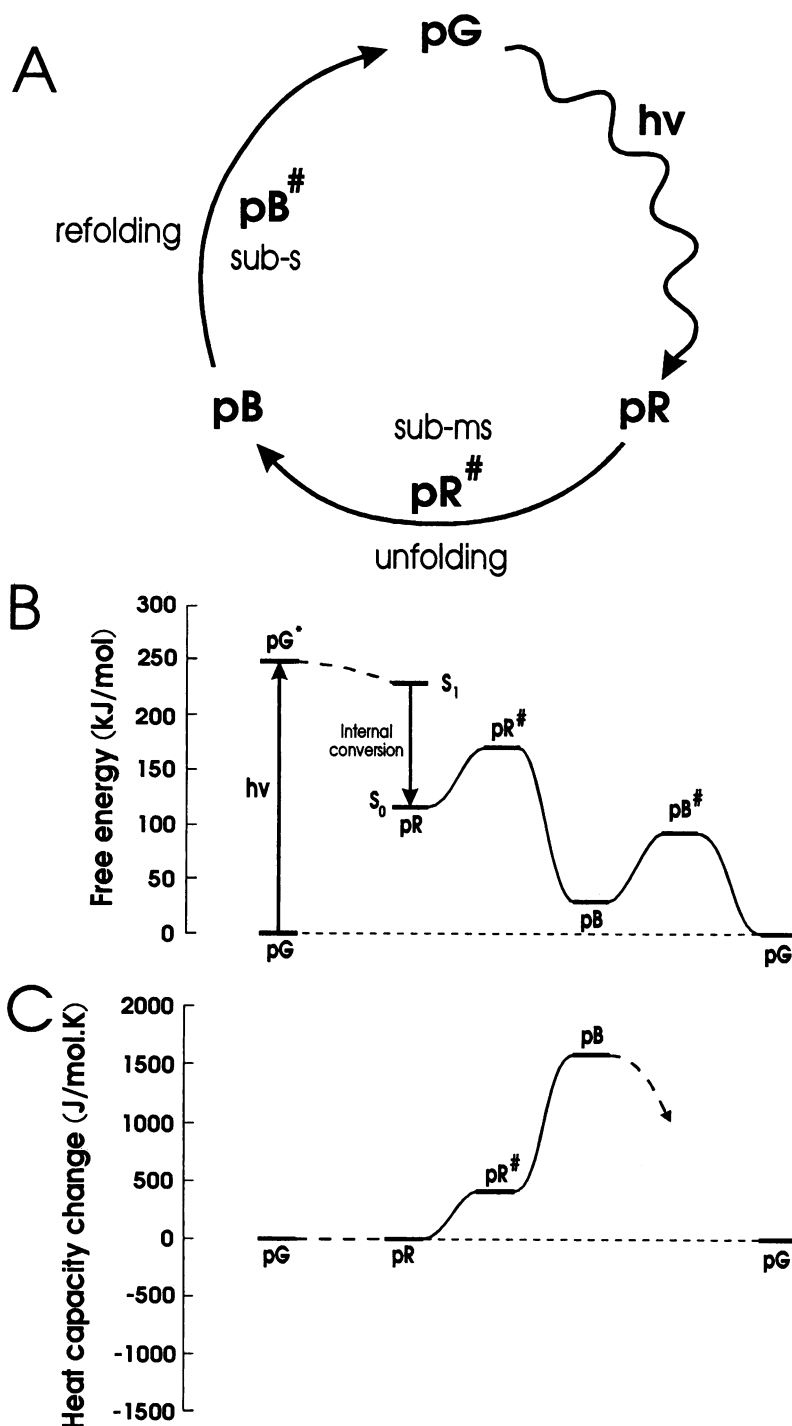 A
pG
hν
pB#
refolding
sub-s
pB
pR
sub-ms
pR#
unfolding
B
Free energy (kJ/mol)
300
250
200
150
100
50
0
pG*
S1
Internal
conversion
pR#
hν
S0
pR
pB#
pB
pG
pG
C
Heat capacity change (J/mol.K)
2000
1500
1000
500
0
-500
-1000
-1500
pB
pR#
pG
pR
pG